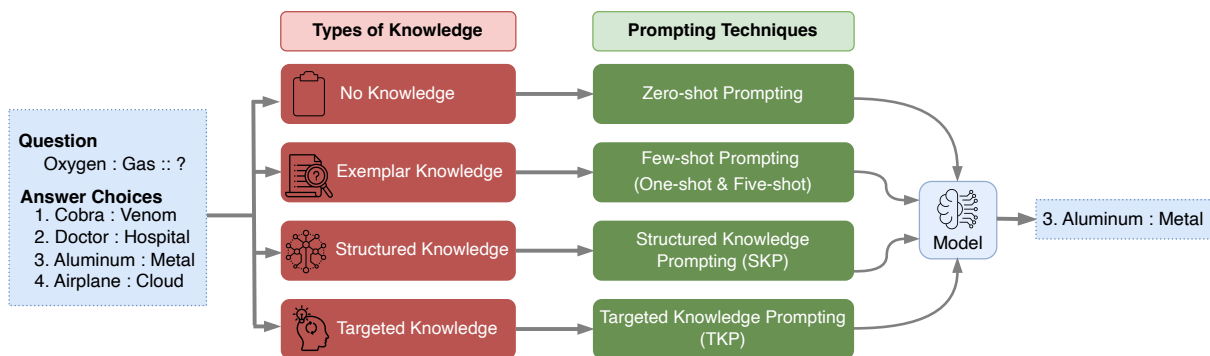 Types of Knowledge
Prompting Techniques
Question
Oxygen : Gas :: ?
Answer Choices
1. Cobra : Venom
2. Doctor : Hospital
3. Aluminum : Metal
4. Airplane : Cloud
No Knowledge
Zero-shot Prompting
Exemplar Knowledge
Few-shot Prompting
(One-shot & Five-shot)
Structured Knowledge
Structured Knowledge
Prompting (SKP)
Targeted Knowledge
Targeted Knowledge Prompting
(TKP)
Model
3. Aluminum : Metal